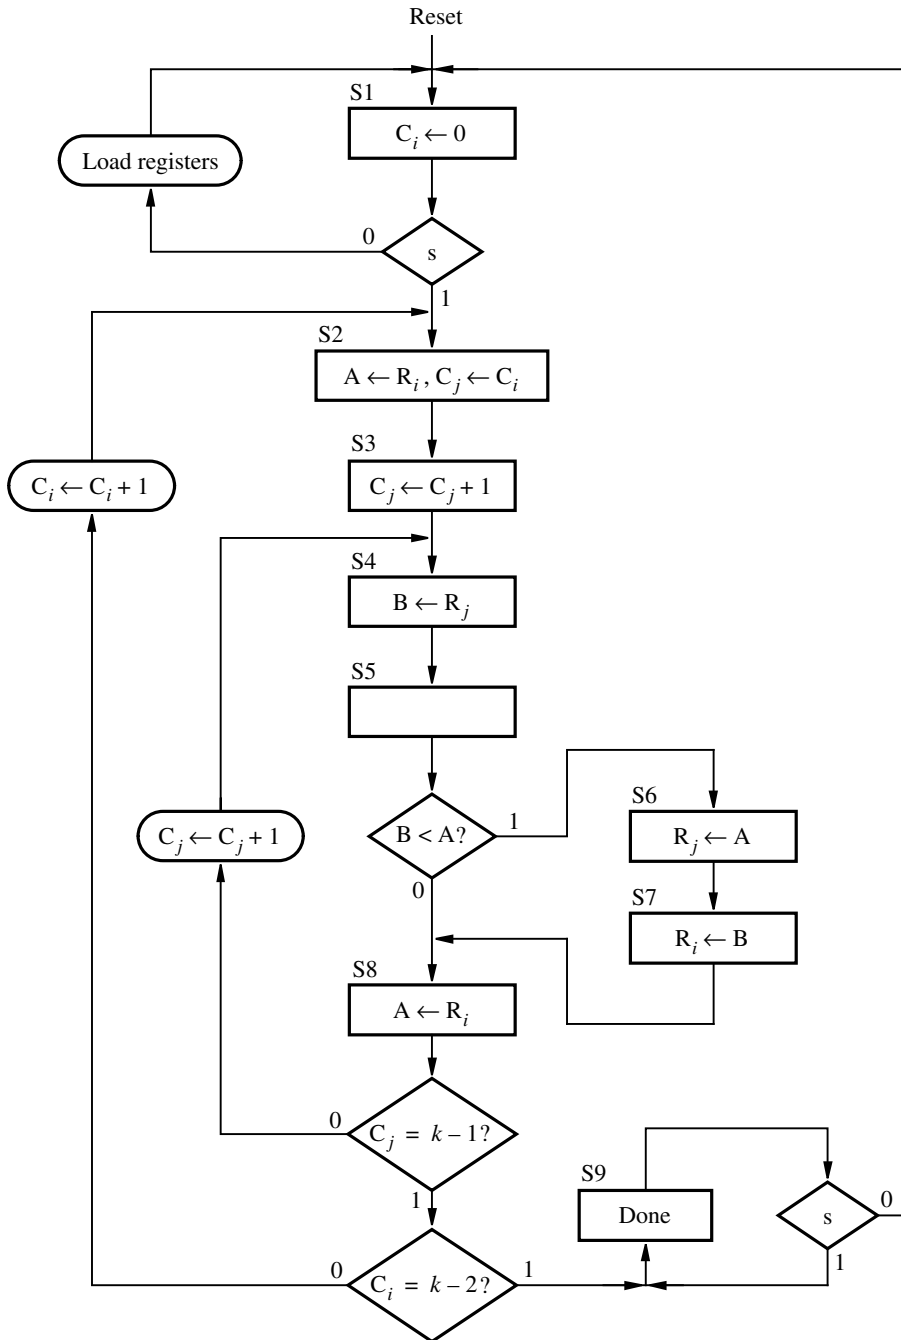 Reset
S1
C_i ← 0
Load registers
0
s
1
S2
A ← R_i , C_j ← C_i
S3
C_i ← C_i + 1
C_j ← C_j + 1
S4
B ← R_j
S5
C_j ← C_j + 1
B < A?
1
0
S6
R_j ← A
S7
R_i ← B
S8
A ← R_i
0
C_j = k – 1?
1
S9
Done
s
0
1
0
C_i = k – 2?
1